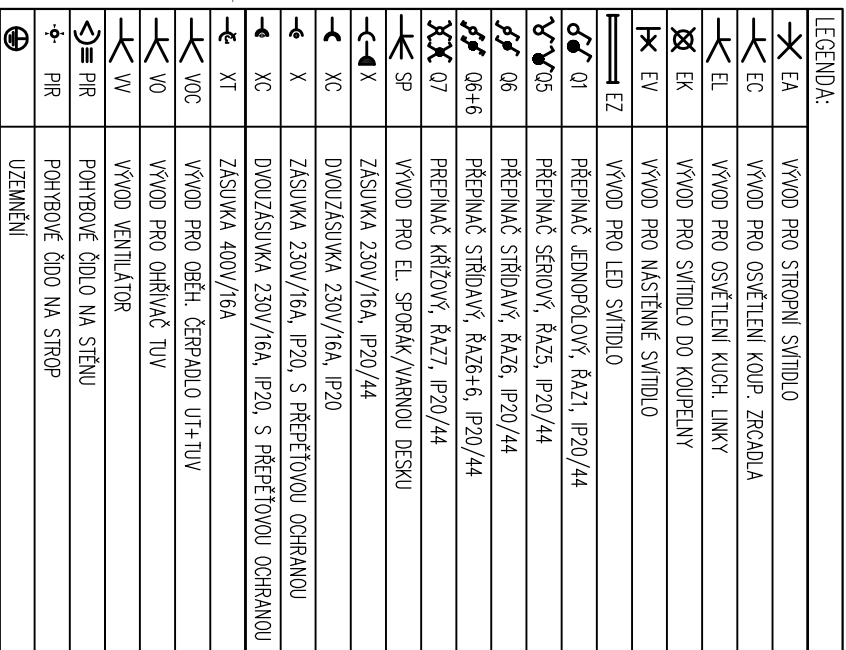 LEGENDA:
EA VÝVOD PRO STROPNÍ SVÍTIDLO
EC VÝVOD PRO OSVĚTLENÍ KOUP. ZRCADLA
EL VÝVOD PRO OSVĚTLENÍ KUCH. LINKY
EK VÝVOD PRO SVÍTIDLO DO KOUPELNY
EV VÝVOD PRO NÁSTĚNNÉ SVÍTIDLO
EZ VÝVOD PRO LED SVÍTIDLO
Q1 PŘEPÍNAČ JEDNOPÓLOVÝ, ŘAZ1, IP20/44
Q5 PŘEPÍNAČ SÉRIOVÝ, ŘAZ5, IP20/44
Q6 PŘEPÍNAČ STŘÍDAVÝ, ŘAZ6, IP20/44
Q6+6 PŘEPÍNAČ STŘÍDAVÝ, ŘAZ6+6, IP20/44
Q7 PŘEPÍNAČ KŘÍŽOVÝ, ŘAZ7, IP20/44
SP VÝVOD PRO EL. SPORÁK/VARNOU DESKU
X ZÁSUVKA 230V/16A, IP20/44
XC DVOUZÁSUVKA 230V/16A, IP20
X ZÁSUVKA 230V/16A, IP20, S PŘEPĚŤOVOU OCHRANOU
XC DVOUZÁSUVKA 230V/16A, IP20, S PŘEPĚŤOVOU OCHRANOU
XT ZÁSUVKA 400V/16A
VOC VÝVOD PRO OBĚH. ČERPADLO UT+TUV
VO VÝVOD PRO OHŘÍVAČ TUV
VV VÝVOD VENTILÁTOR
PIR POHYBOVÉ ČIDLO NA STĚNU
PIR POHYBOVÉ ČIDO NA STROP
UZEMNĚNÍ